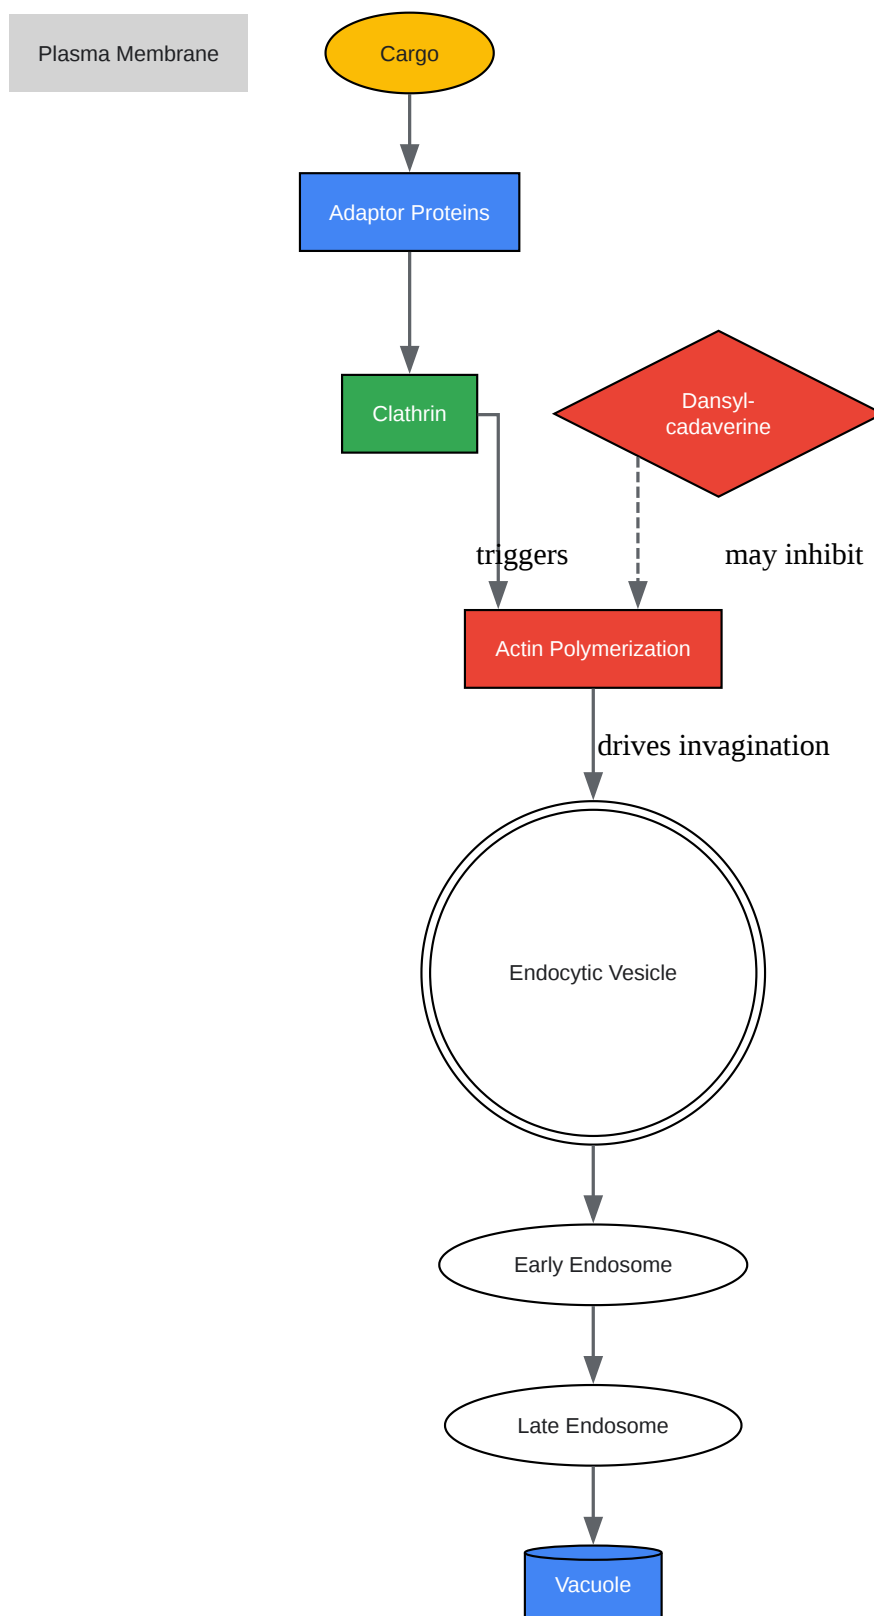 Plasma Membrane
Cargo
Adaptor Proteins
Clathrin
Dansyl-
cadaverine
triggers
may inhibit
Actin Polymerization
drives invagination
Endocytic Vesicle
Early Endosome
Late Endosome
Vacuole